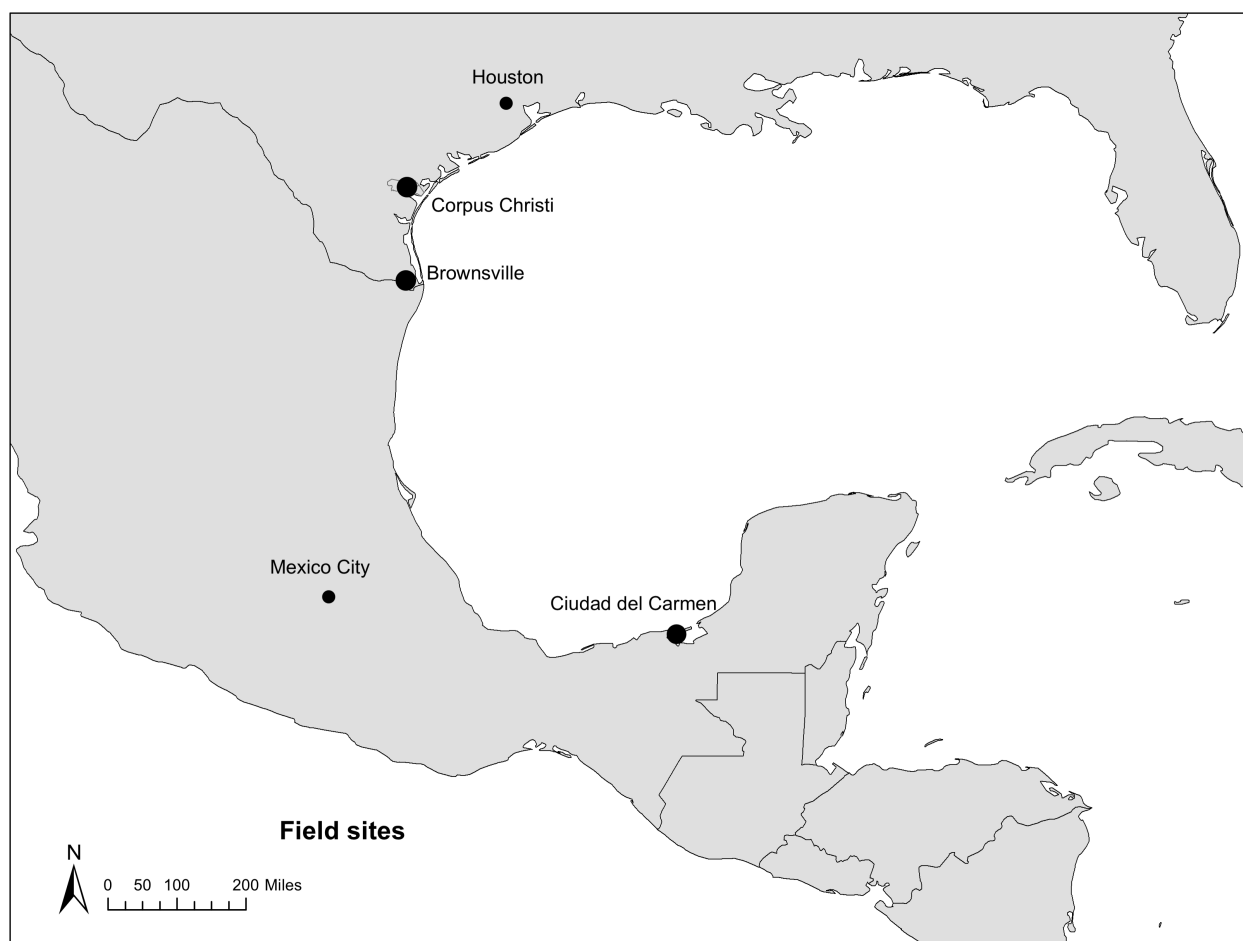 Houston
Corpus Christi
Brownsville
Mexico City
Ciudad del Carmen
Field sites
N
0 50 100 200 Miles